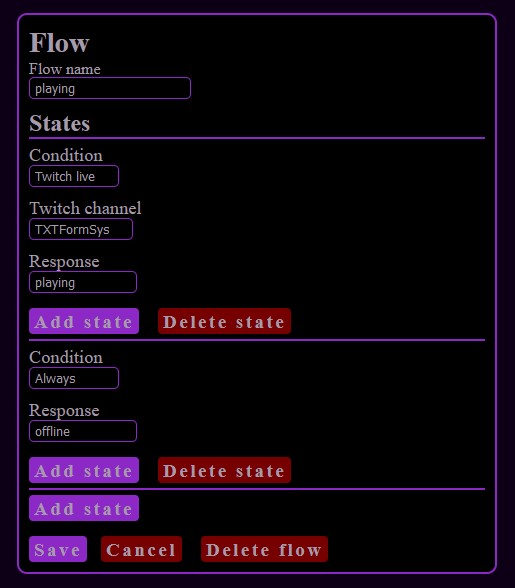 Flow
Flow name
playing
States
Condition
Twitch live
Twitch channel
TXTFormSys
Response
playing
Add state Delete state
Condition
Always
Response
offline
Add state Delete state
Add state
Save Cancel Delete flow